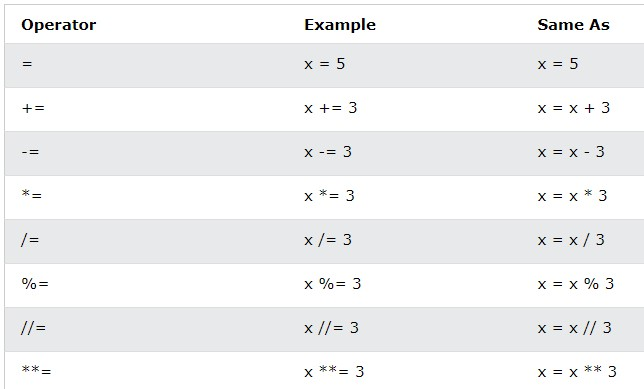 Operator Example Same As
= x = 5 x = 5
+= x += 3 x = x + 3
-= x -= 3 x = x - 3
*= x *= 3 x = x * 3
/= x /= 3 x = x / 3
%= x %= 3 x = x % 3
//= x //= 3 x = x // 3
**= x **= 3 x = x ** 3